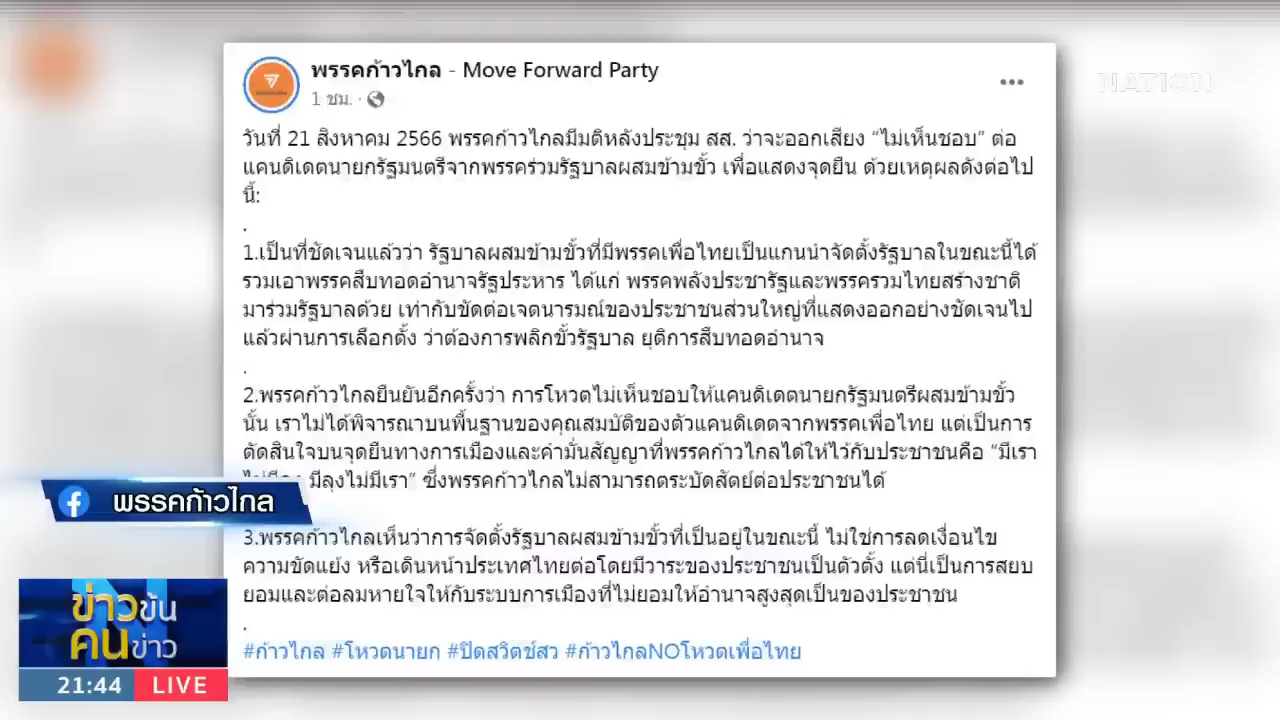 พรรคก้าวไกล - Move Forward Party
1 ชม. ·
NATION
วันที่ 21 สิงหาคม 2566 พรรคก้าวไกลมีมติหลังประชุม สส. ว่าจะออกเสียง “ไม่เห็นชอบ” ต่อ
แคนดิเดตนายกรัฐมนตรีจากพรรคร่วมรัฐบาลผสมข้ามขั้ว เพื่อแสดงจุดยืน ด้วยเหตุผลดังต่อไป
นี้:
.
1.เป็นที่ชัดเจนแล้วว่า รัฐบาลผสมข้ามขั้วที่มีพรรคเพื่อไทยเป็นแกนนำจัดตั้งรัฐบาลในขณะนี้ได้
รวมเอาพรรคสืบทอดอำนาจรัฐประหาร ได้แก่ พรรคพลังประชารัฐและพรรครวมไทยสร้างชาติ
มาร่วมรัฐบาลด้วย เท่ากับขัดต่อเจตนารมณ์ของประชาชนส่วนใหญ่ที่แสดงออกอย่างชัดเจนไป
แล้วผ่านการเลือกตั้ง ว่าต้องการพลิกขั้วรัฐบาล ยุติการสืบทอดอำนาจ
.
2.พรรคก้าวไกลยืนยันอีกครั้งว่า การโหวตไม่เห็นชอบให้แคนดิเดตนายกรัฐมนตรีผสมข้ามขั้ว
นั้น เราไม่ได้พิจารณาบนพื้นฐานของคุณสมบัติของตัวแคนดิเดตจากพรรคเพื่อไทย แต่เป็นการ
ตัดสินใจบนจุดยืนทางการเมืองและคำมั่นสัญญาที่พรรคก้าวไกลได้ให้ไว้กับประชาชนคือ “มีเรา
มีลุงไม่มีเรา” ซึ่งพรรคก้าวไกลไม่สามารถตระบัดสัตย์ต่อประชาชนได้
พรรคก้าวไกล
3.พรรคก้าวไกลเห็นว่าการจัดตั้งรัฐบาลผสมข้ามขั้วที่เป็นอยู่ในขณะนี้ ไม่ใช่การลดเงื่อนไข
ความขัดแย้ง หรือเดินหน้าประเทศไทยต่อโดยมีวาระของประชาชนเป็นตัวตั้ง แต่นี่เป็นการสยบ
ยอมและต่อลมหายใจให้กับระบบการเมืองที่ไม่ยอมให้อำนาจสูงสุดเป็นของประชาชน
.
#ก้าวไกล #โหวตนายก #ปิดสวิตช์สว #ก้าวไกลNOโหวตเพื่อไทย
ข่าวข้น
คนข่าว
21:44 LIVE